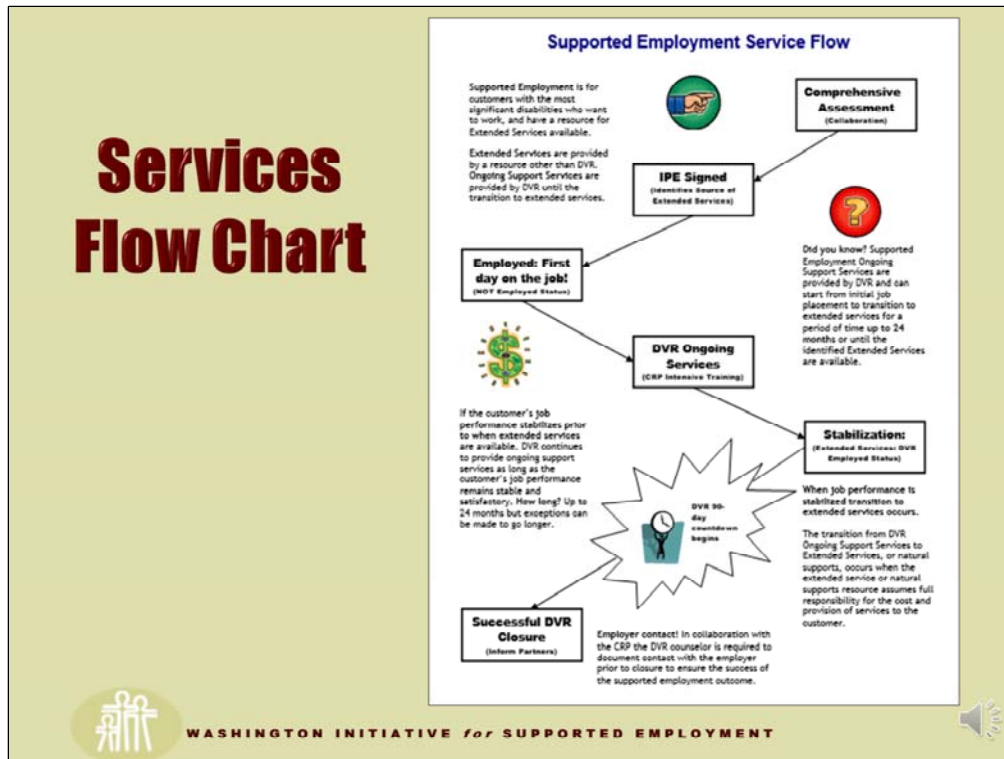 Services
Flow Chart
Supported Employment Service Flow
Supported Employment is for
customers with the most
significant disabilities who want
to work, and have a resource for
Extended Services available.
Extended Services are provided
by a resource other than DVR.
Ongoing Support Services are
provided by DVR until the
transition to extended services.
Comprehensive
Assessment
(Collaboration)
IPE Signed
(Identifies Source of
Extended Services)
?
Did you know? Supported
Employment Ongoing
Support Services are
provided by DVR and can
start from initial job
placement to transition to
extended services for a
period of time up to 24
months or until the
identified Extended Services
are available.
Employed: First
day on the job!
(NOT Employed Status)
$
DVR Ongoing
Services
(CRP Intensive Training)
If the customer's job
performance stabilizes prior
to when extended services
are available, DVR continues
to provide ongoing support
services as long as the
customer's job performance
remains stable and
satisfactory. How long? Up to
24 months but exceptions can
be made to go longer.
Stabilization:
(Extended Services: DVR
Employed Status)
When job performance is
stabilized transition to
extended services occurs.
The transition from DVR
Ongoing Support Services to
Extended Services, or natural
supports, occurs when the
extended service or natural
supports resource assumes full
responsibility for the cost and
provision of services to the
customer.
DVR 90-
day
countdown
begins
Successful DVR
Closure
(Inform Partners)
Employer contact! In collaboration with
the CRP the DVR counselor is required to
document contact with the employer
prior to closure to ensure the success of
the supported employment outcome.
WASHINGTON INITIATIVE for SUPPORTED EMPLOYMENT